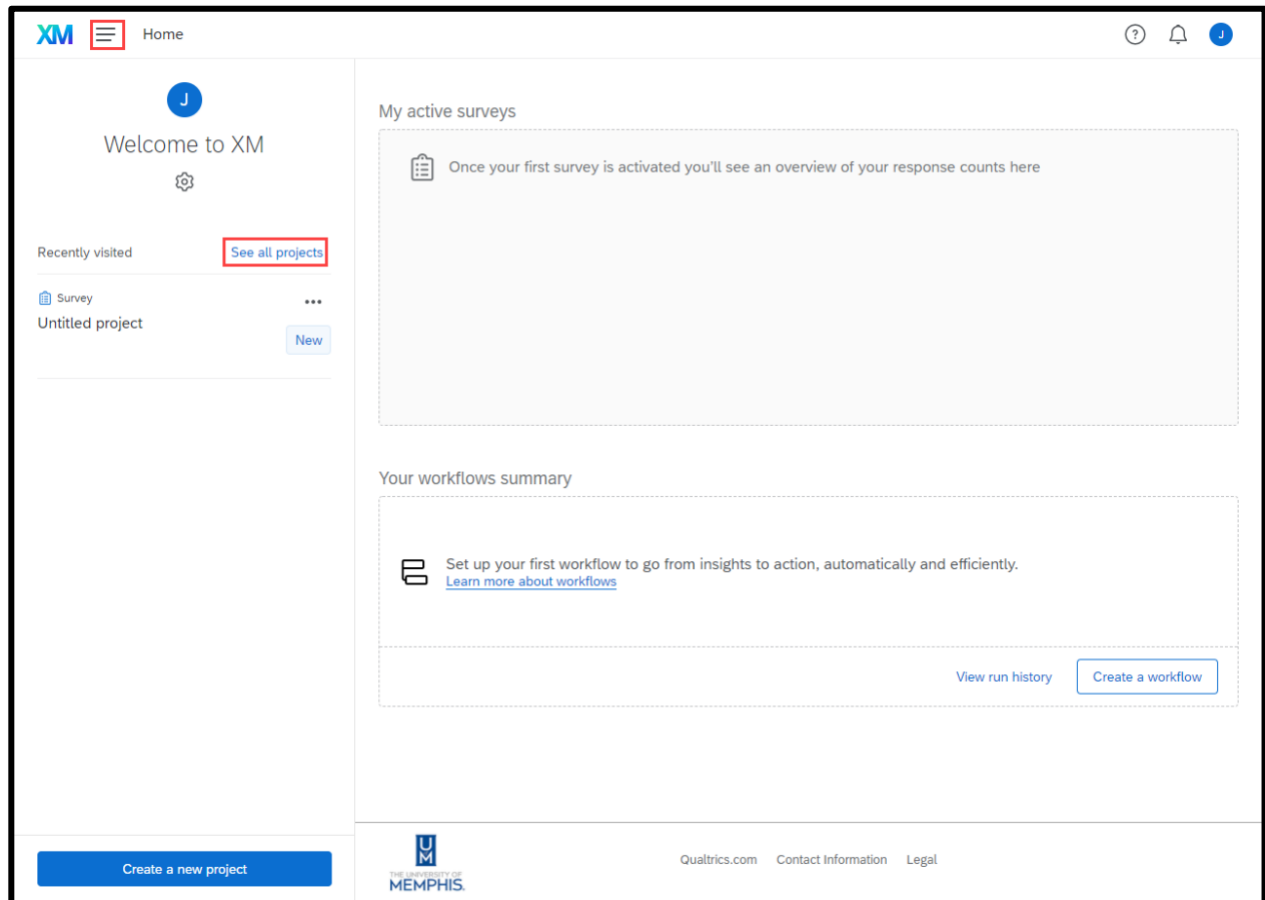 XM Home ? J
J
Welcome to XM
Recently visited See all projects
Survey
Untitled project
New
My active surveys
Once your first survey is activated you'll see an overview of your response counts here
Your workflows summary
Set up your first workflow to go from insights to action, automatically and efficiently.
Learn more about workflows
View run history Create a workflow
Create a new project
UM
THE UNIVERSITY OF
MEMPHIS.
Qualtrics.com Contact Information Legal